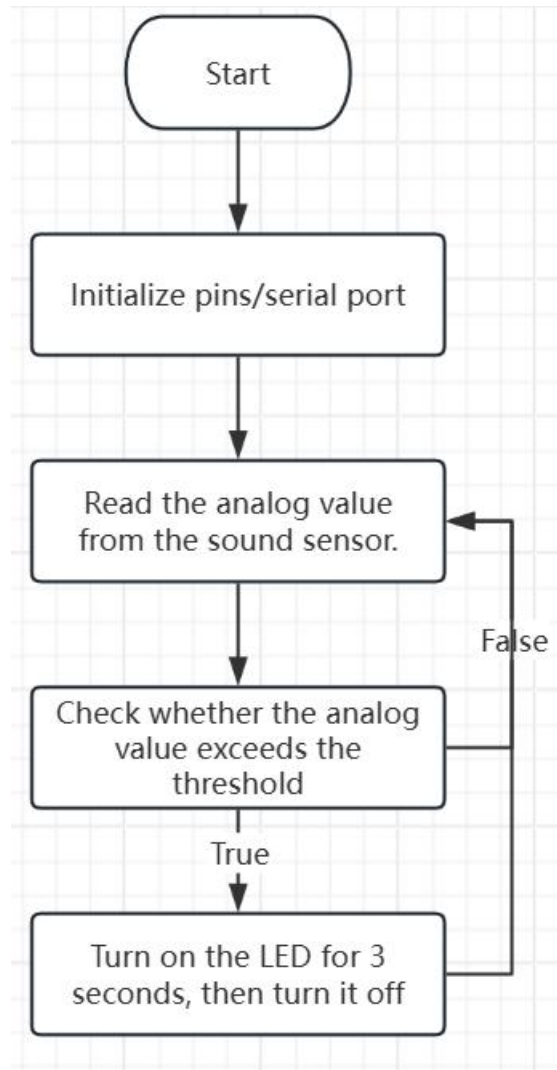 Start
Initialize pins/serial port
Read the analog value
from the sound sensor.
False
Check whether the analog
value exceeds the
threshold
True
Turn on the LED for 3
seconds, then turn it off